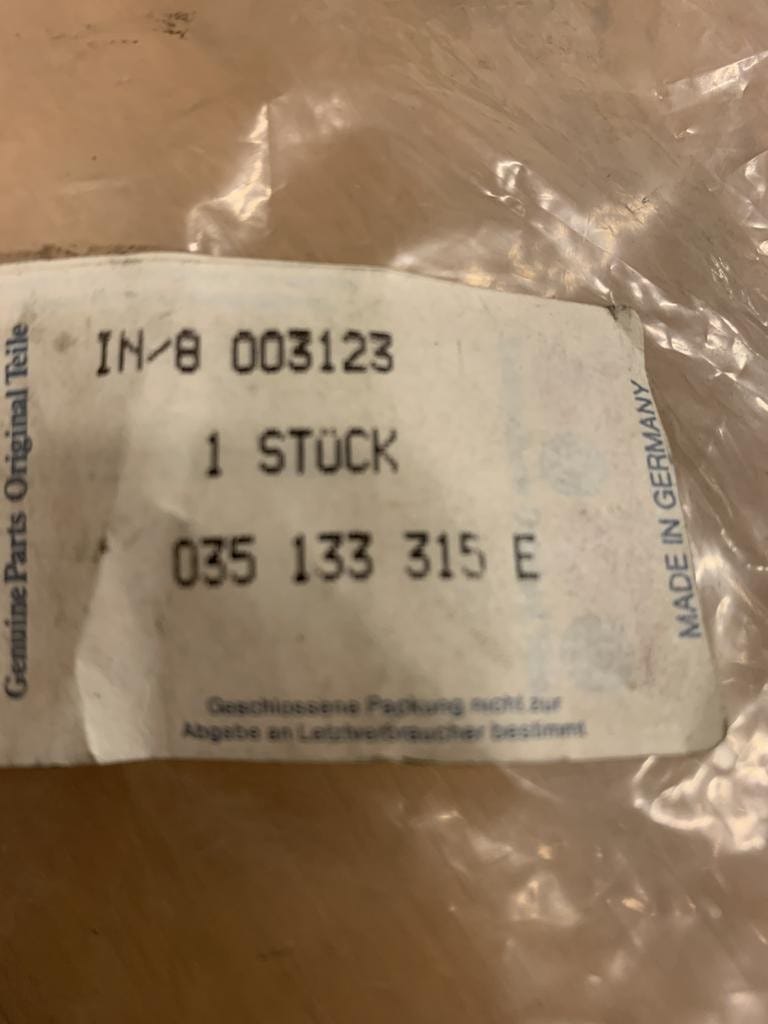 Genuine Parts Original Teile
IN/8 003123
1 STÜCK
035 133 315 E
Geschlossene Packung nicht zur
Abgabe an Letztverbraucher bestimmt
MADE IN GERMANY